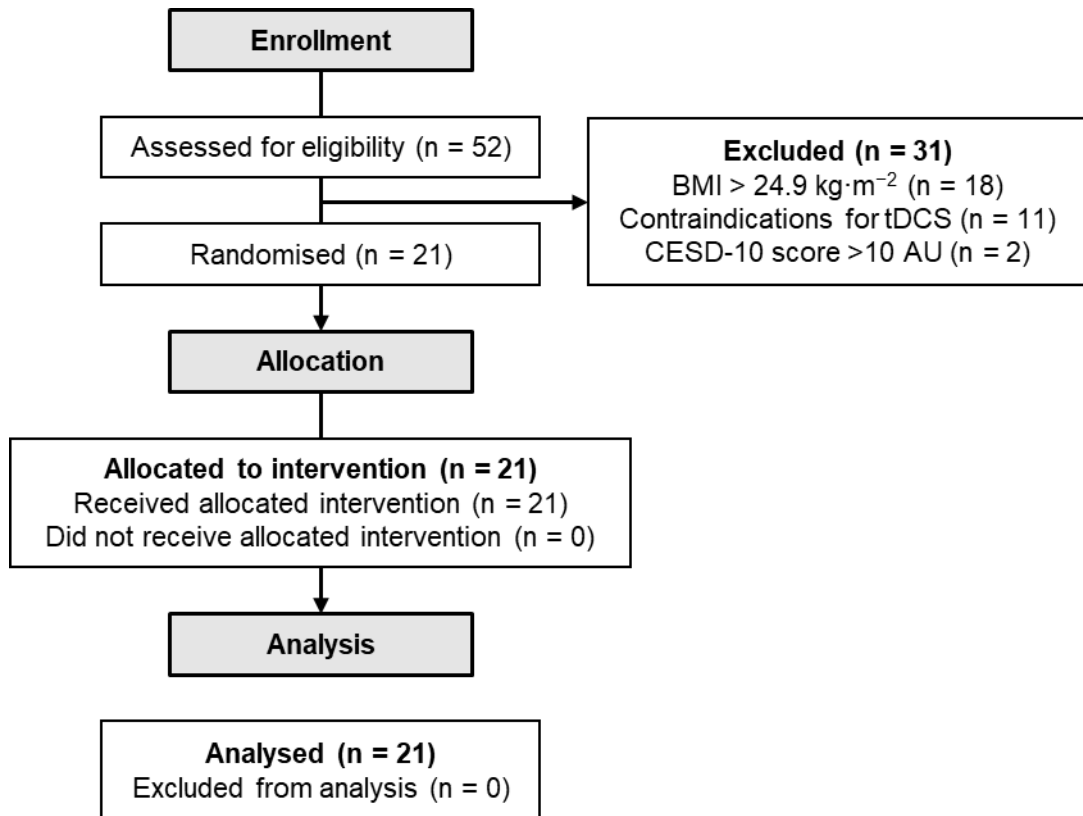 Enrollment
Assessed for eligibility (n = 52)
Excluded (n = 31)
BMI > 24.9 kg·m⁻² (n = 18)
Contraindications for tDCS (n = 11)
CESD-10 score >10 AU (n = 2)
Randomised (n = 21)
Allocation
Allocated to intervention (n = 21)
Received allocated intervention (n = 21)
Did not receive allocated intervention (n = 0)
Analysis
Analysed (n = 21)
Excluded from analysis (n = 0)